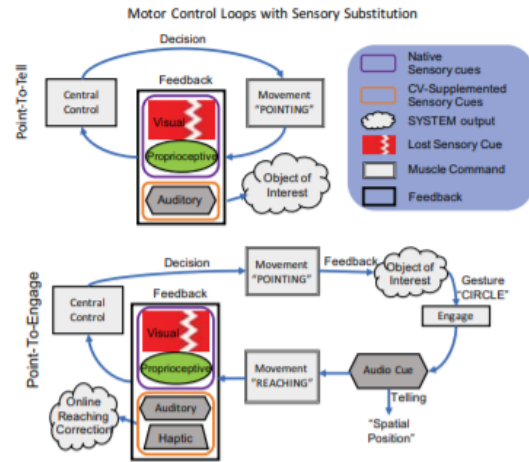 Motor Control Loops with Sensory Substitution
Point-To-Tell
Decision
Central
Control
Feedback
Visual
Proprioceptive
Auditory
Movement
"POINTING"
Object of
Interest
Native
Sensory cues
CV-Supplemented
Sensory Cues
SYSTEM output
Lost Sensory Cue
Muscle Command
Feedback
Point-To-Engage
Decision
Central
Control
Movement
"POINTING"
Feedback
Object of
Interest
Gesture
"CIRCLE"
Engage
Feedback
Visual
Proprioceptive
Auditory
Haptic
Movement
"REACHING"
Audio Cue
Telling
"Spatial
Position"
Online
Reaching
Correction